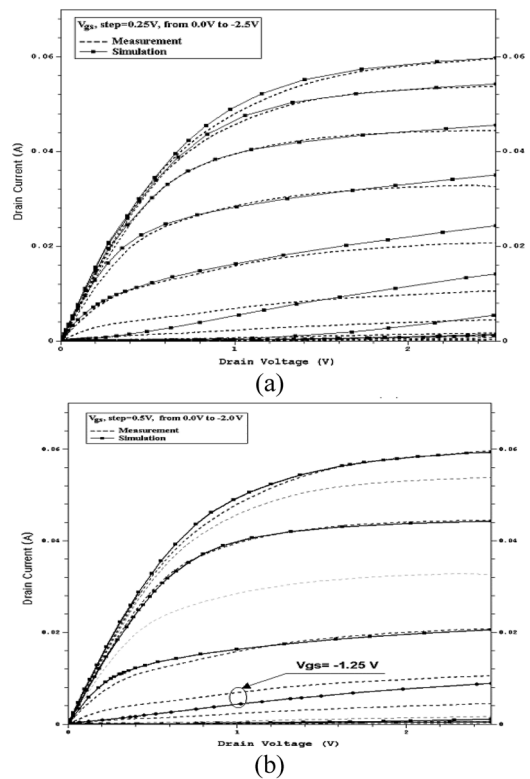 Vgs, step=0.25V, from 0.0V to -2.5V
Measurement
Simulation
0.06
0.06
0.04
0.04
0.02
0.02
0
0
0
1
2
Drain Current (A)
Drain Voltage (V)
(a)
Vgs, step=0.5V, from 0.0V to -2.0V
Measurement
Simulation
0.06
0.06
0.04
0.04
0.02
0.02
Vgs= -1.25 V
0
0
0
1
2
Drain Current (A)
Drain Voltage (V)
(b)